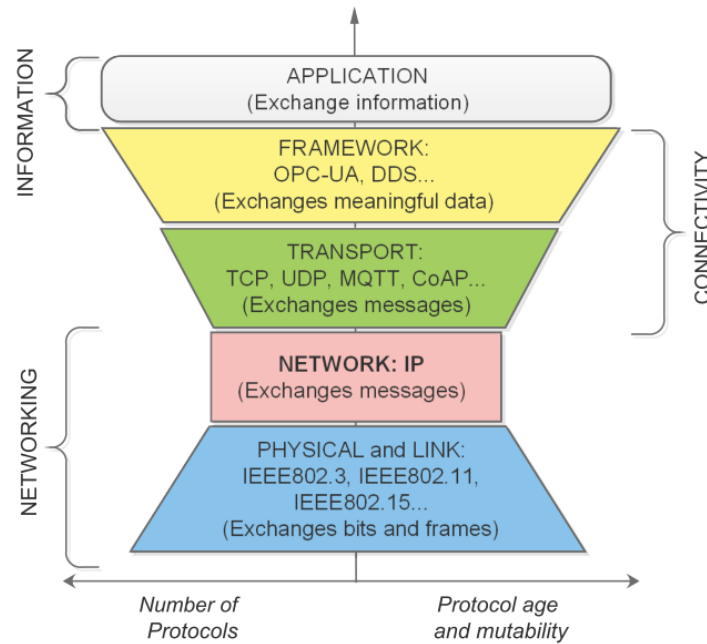 INFORMATION
APPLICATION
(Exchange information)
FRAMEWORK:
OPC-UA, DDS...
(Exchanges meaningful data)
CONNECTIVITY
TRANSPORT:
TCP, UDP, MQTT, CoAP...
(Exchanges messages)
NETWORKING
NETWORK: IP
(Exchanges messages)
PHYSICAL and LINK:
IEEE802.3, IEEE802.11,
IEEE802.15...
(Exchanges bits and frames)
Number of
Protocols
Protocol age
and mutability